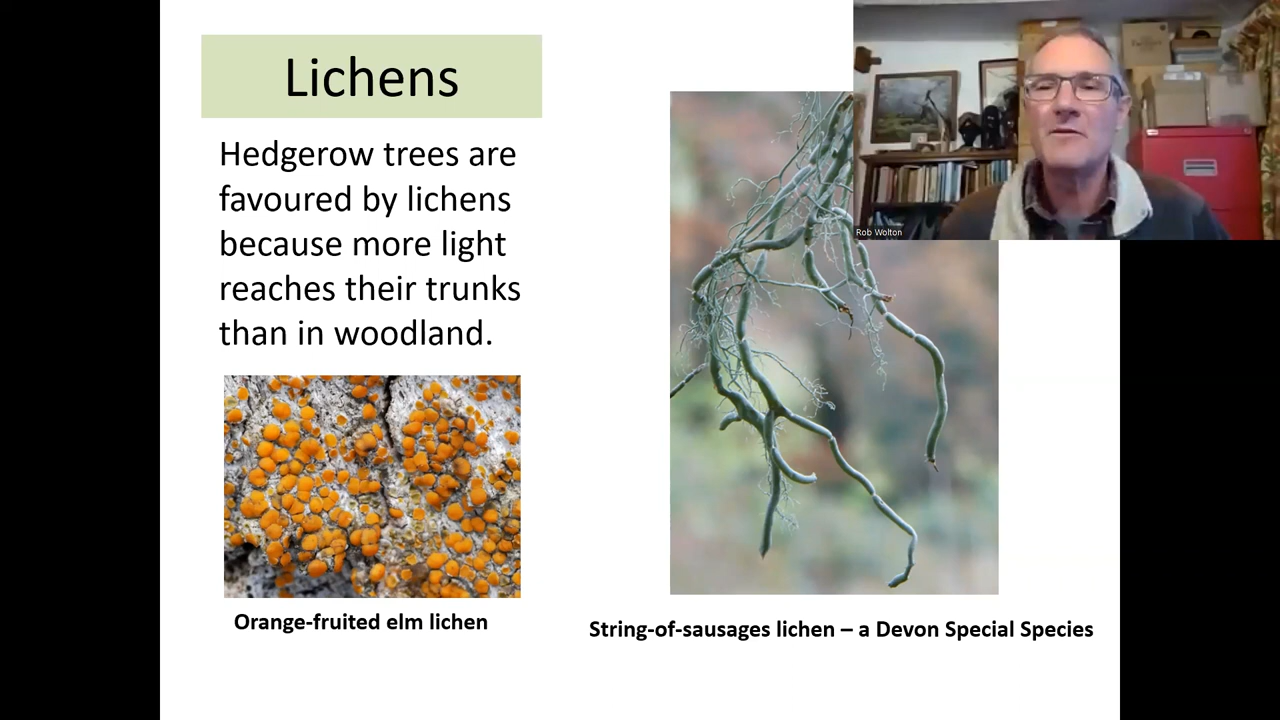 Lichens
Hedgerow trees are
favoured by lichens
because more light
reaches their trunks
than in woodland.
Orange-fruited elm lichen
String-of-sausages lichen – a Devon Special Species
Rob Wolton